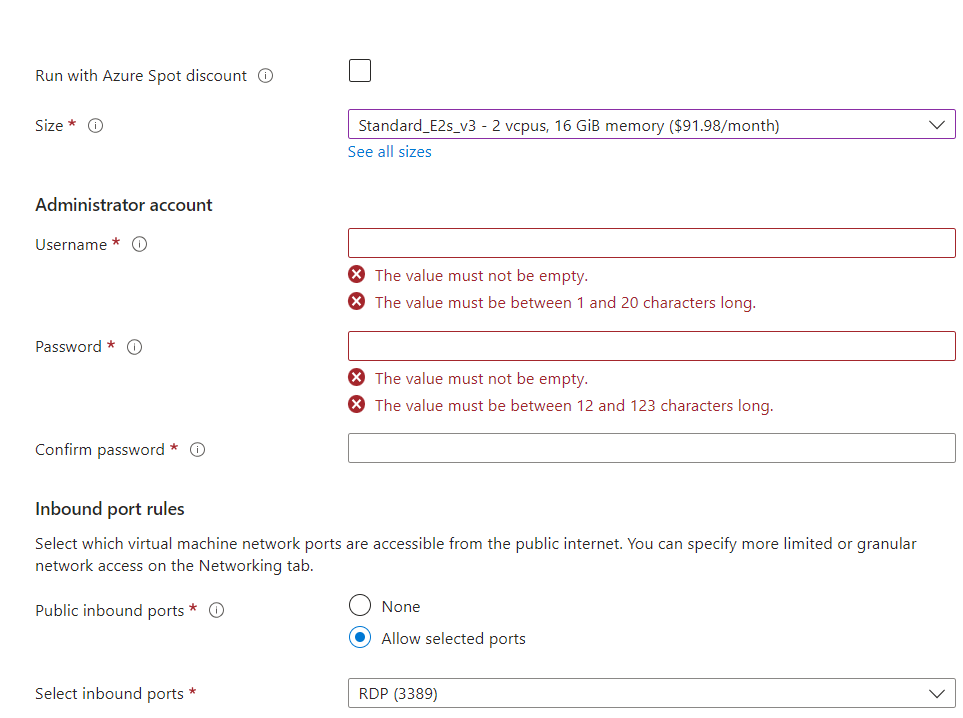 Run with Azure Spot discount
Size *
Standard_E2s_v3 - 2 vcpus, 16 GiB memory ($91.98/month)
See all sizes
Administrator account
Username *
The value must not be empty.
The value must be between 1 and 20 characters long.
Password *
The value must not be empty.
The value must be between 12 and 123 characters long.
Confirm password *
Inbound port rules
Select which virtual machine network ports are accessible from the public internet. You can specify more limited or granular
network access on the Networking tab.
Public inbound ports *
None
Allow selected ports
Select inbound ports *
RDP (3389)